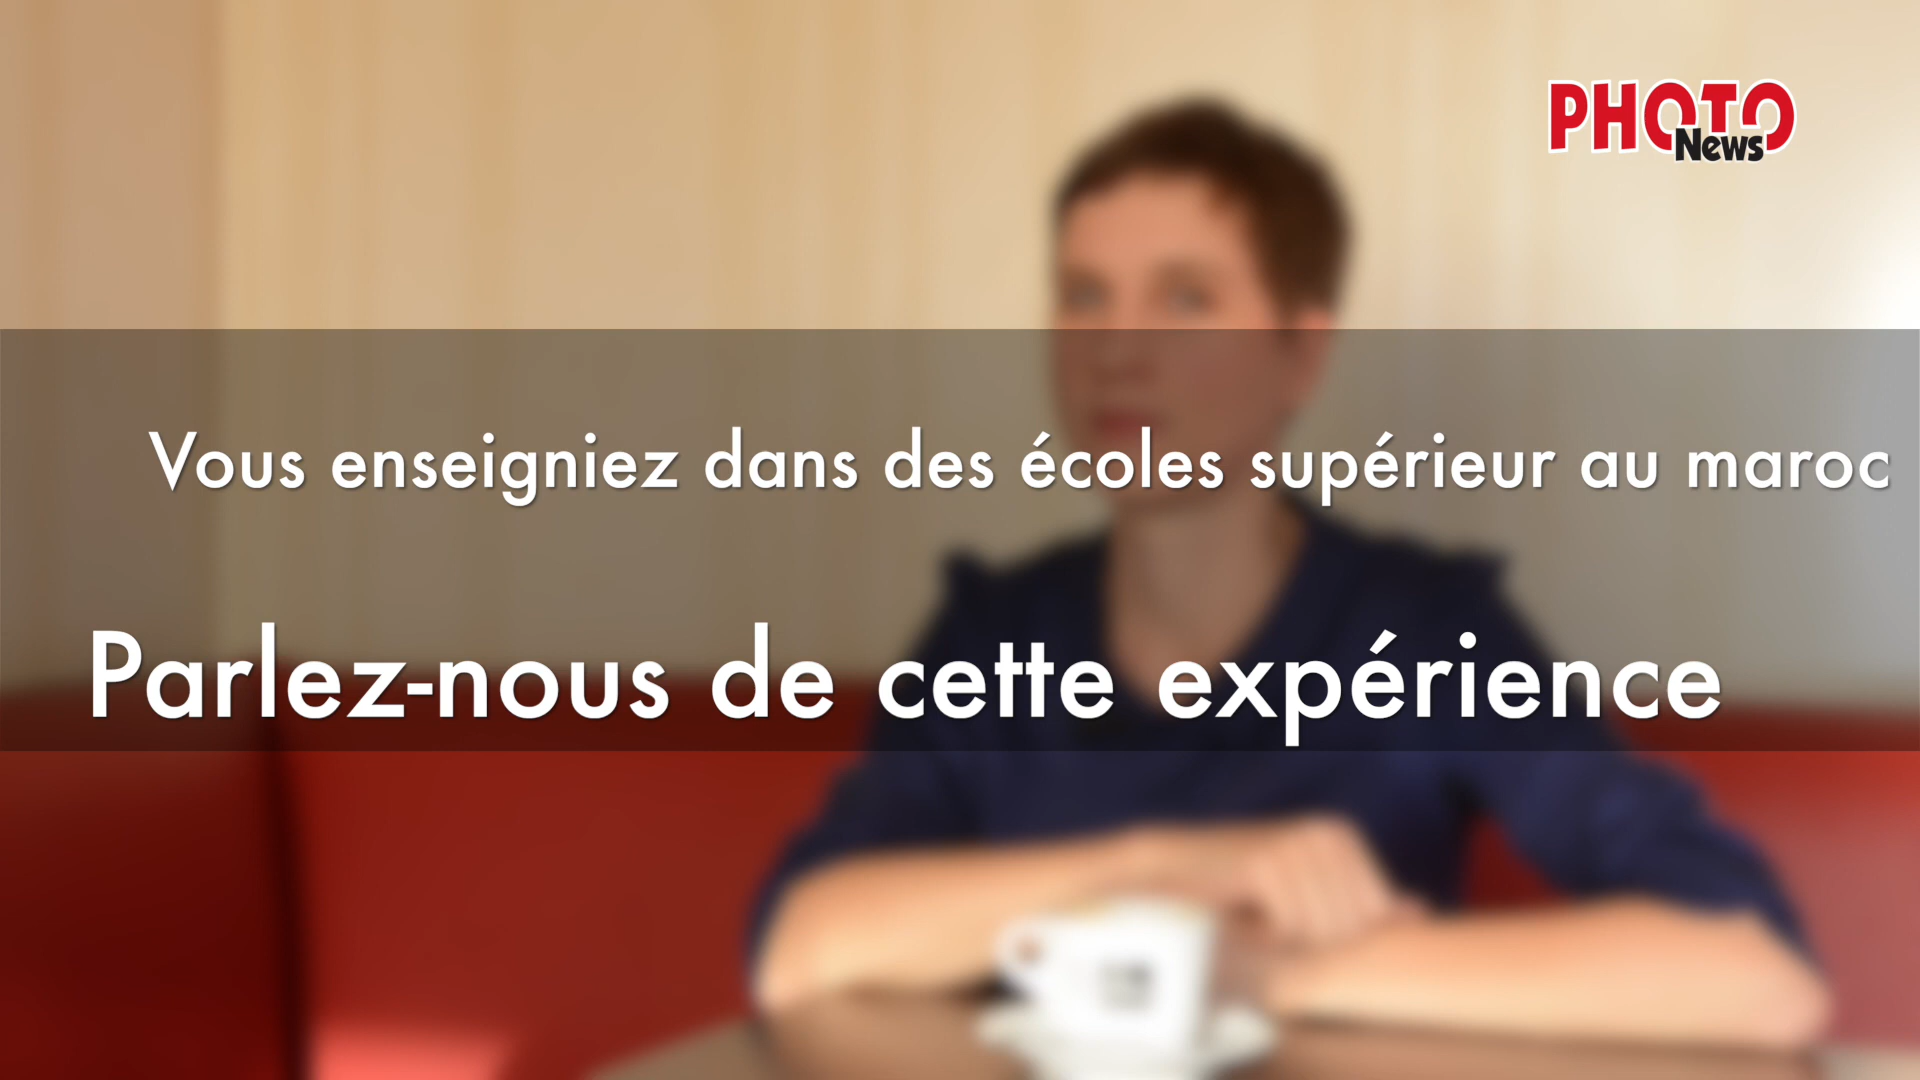 PHOTO
News
Vous enseigniez dans des écoles supérieur au maroc
Parlez-nous de cette expérience